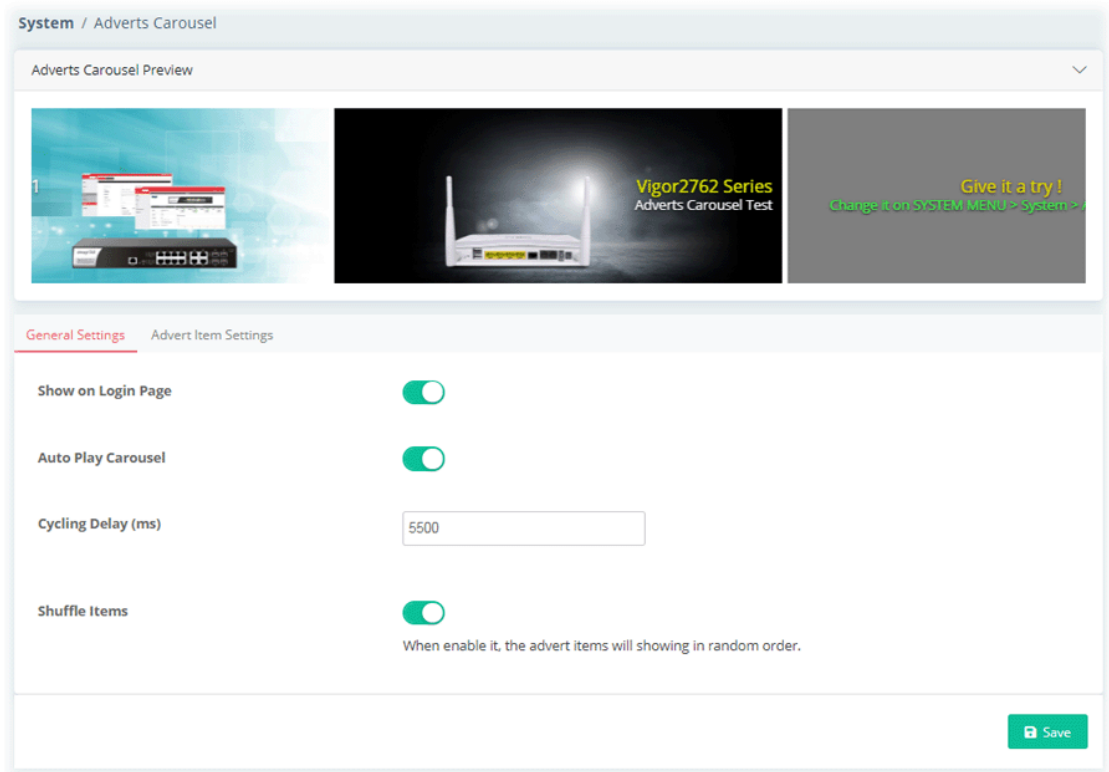 System / Adverts Carousel
Adverts Carousel Preview
1
Vigor2762 Series
Adverts Carousel Test
Give it a try !
Change it on SYSTEM MENU > System >
General Settings
Advert Item Settings
Show on Login Page
Auto Play Carousel
Cycling Delay (ms)
5500
Shuffle Items
When enable it, the advert items will showing in random order.
Save